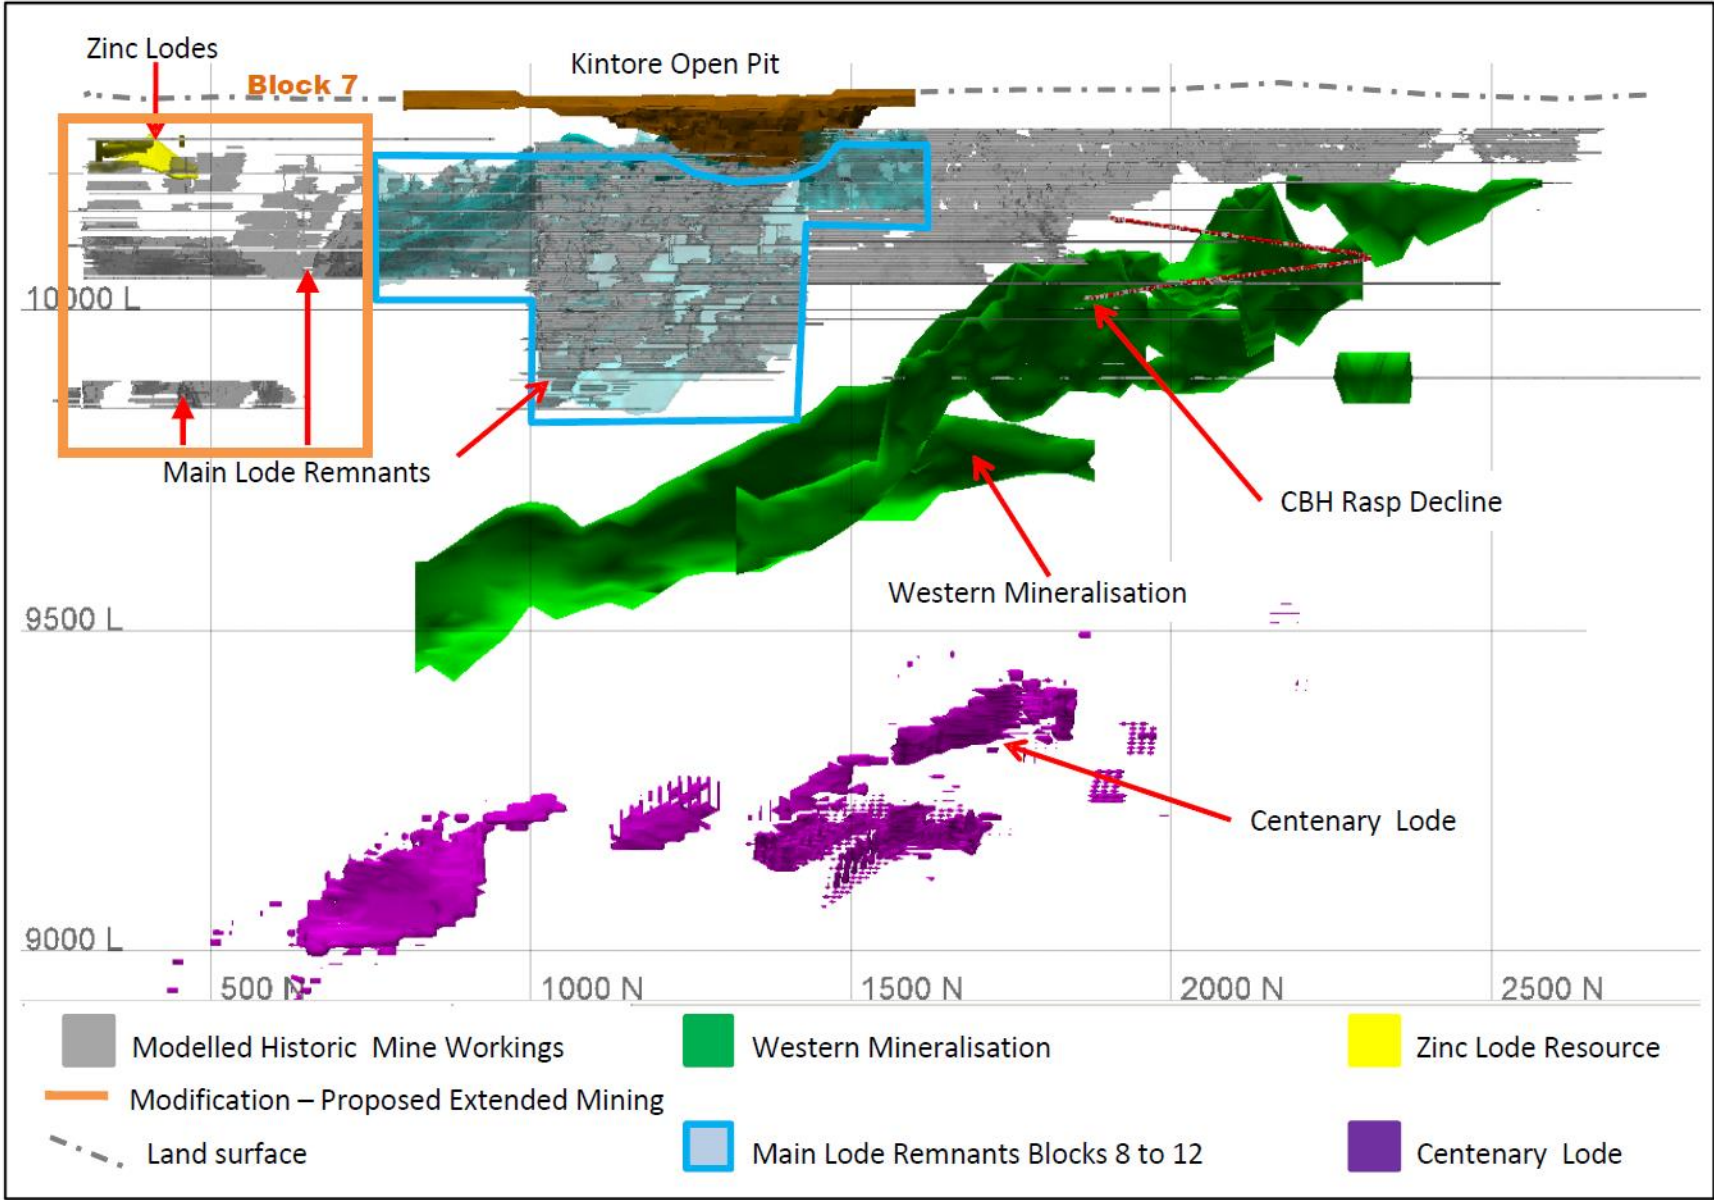 Zinc Lodes
Block 7
Kintore Open Pit
10000 L
Main Lode Remnants
CBH Rasp Decline
Western Mineralisation
9500 L
Centenary Lode
9000 L
500 N
1000 N
1500 N
2000 N
2500 N
Modelled Historic Mine Workings
Western Mineralisation
Zinc Lode Resource
Modification – Proposed Extended Mining
Land surface
Main Lode Remnants Blocks 8 to 12
Centenary Lode